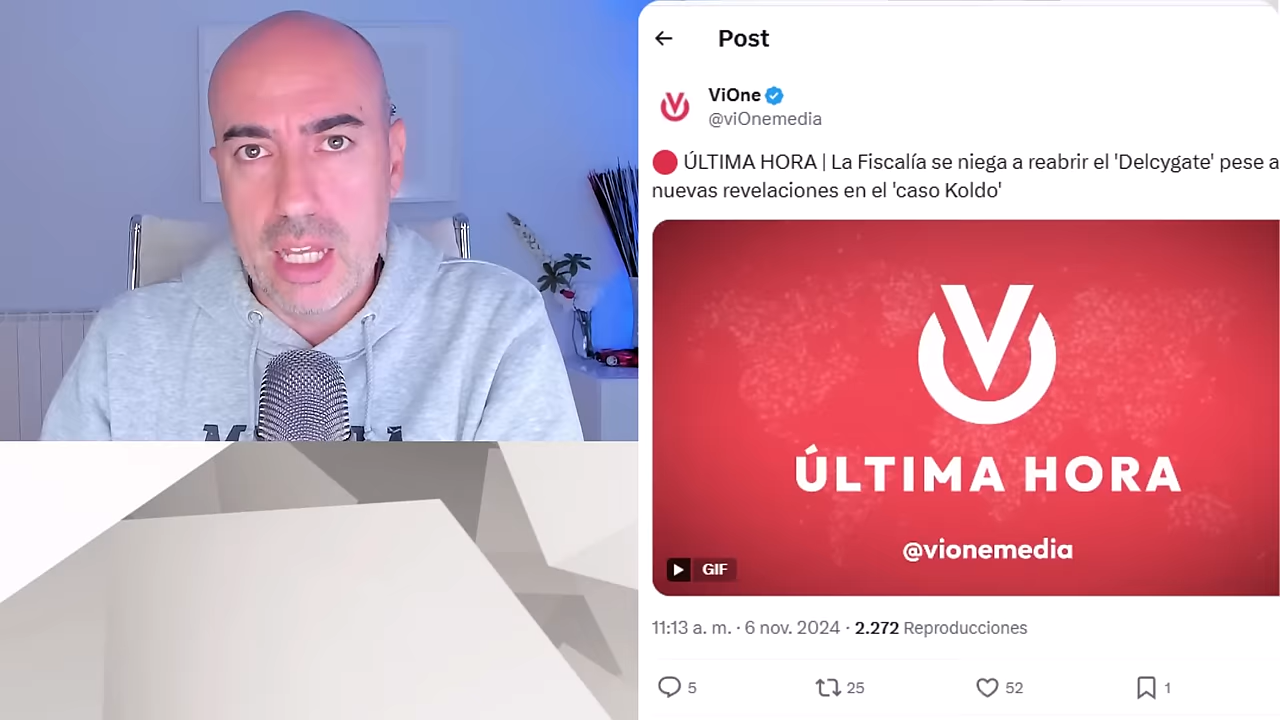 Post
ViOne
@viOnemedia
ÚLTIMA HORA | La Fiscalía se niega a reabrir el 'Delcygate' pese a
nuevas revelaciones en el 'caso Koldo'
ÚLTIMA HORA
@vionemedia
GIF
11:13 a. m. · 6 nov. 2024 · 2.272 Reproducciones
5 25 52 1